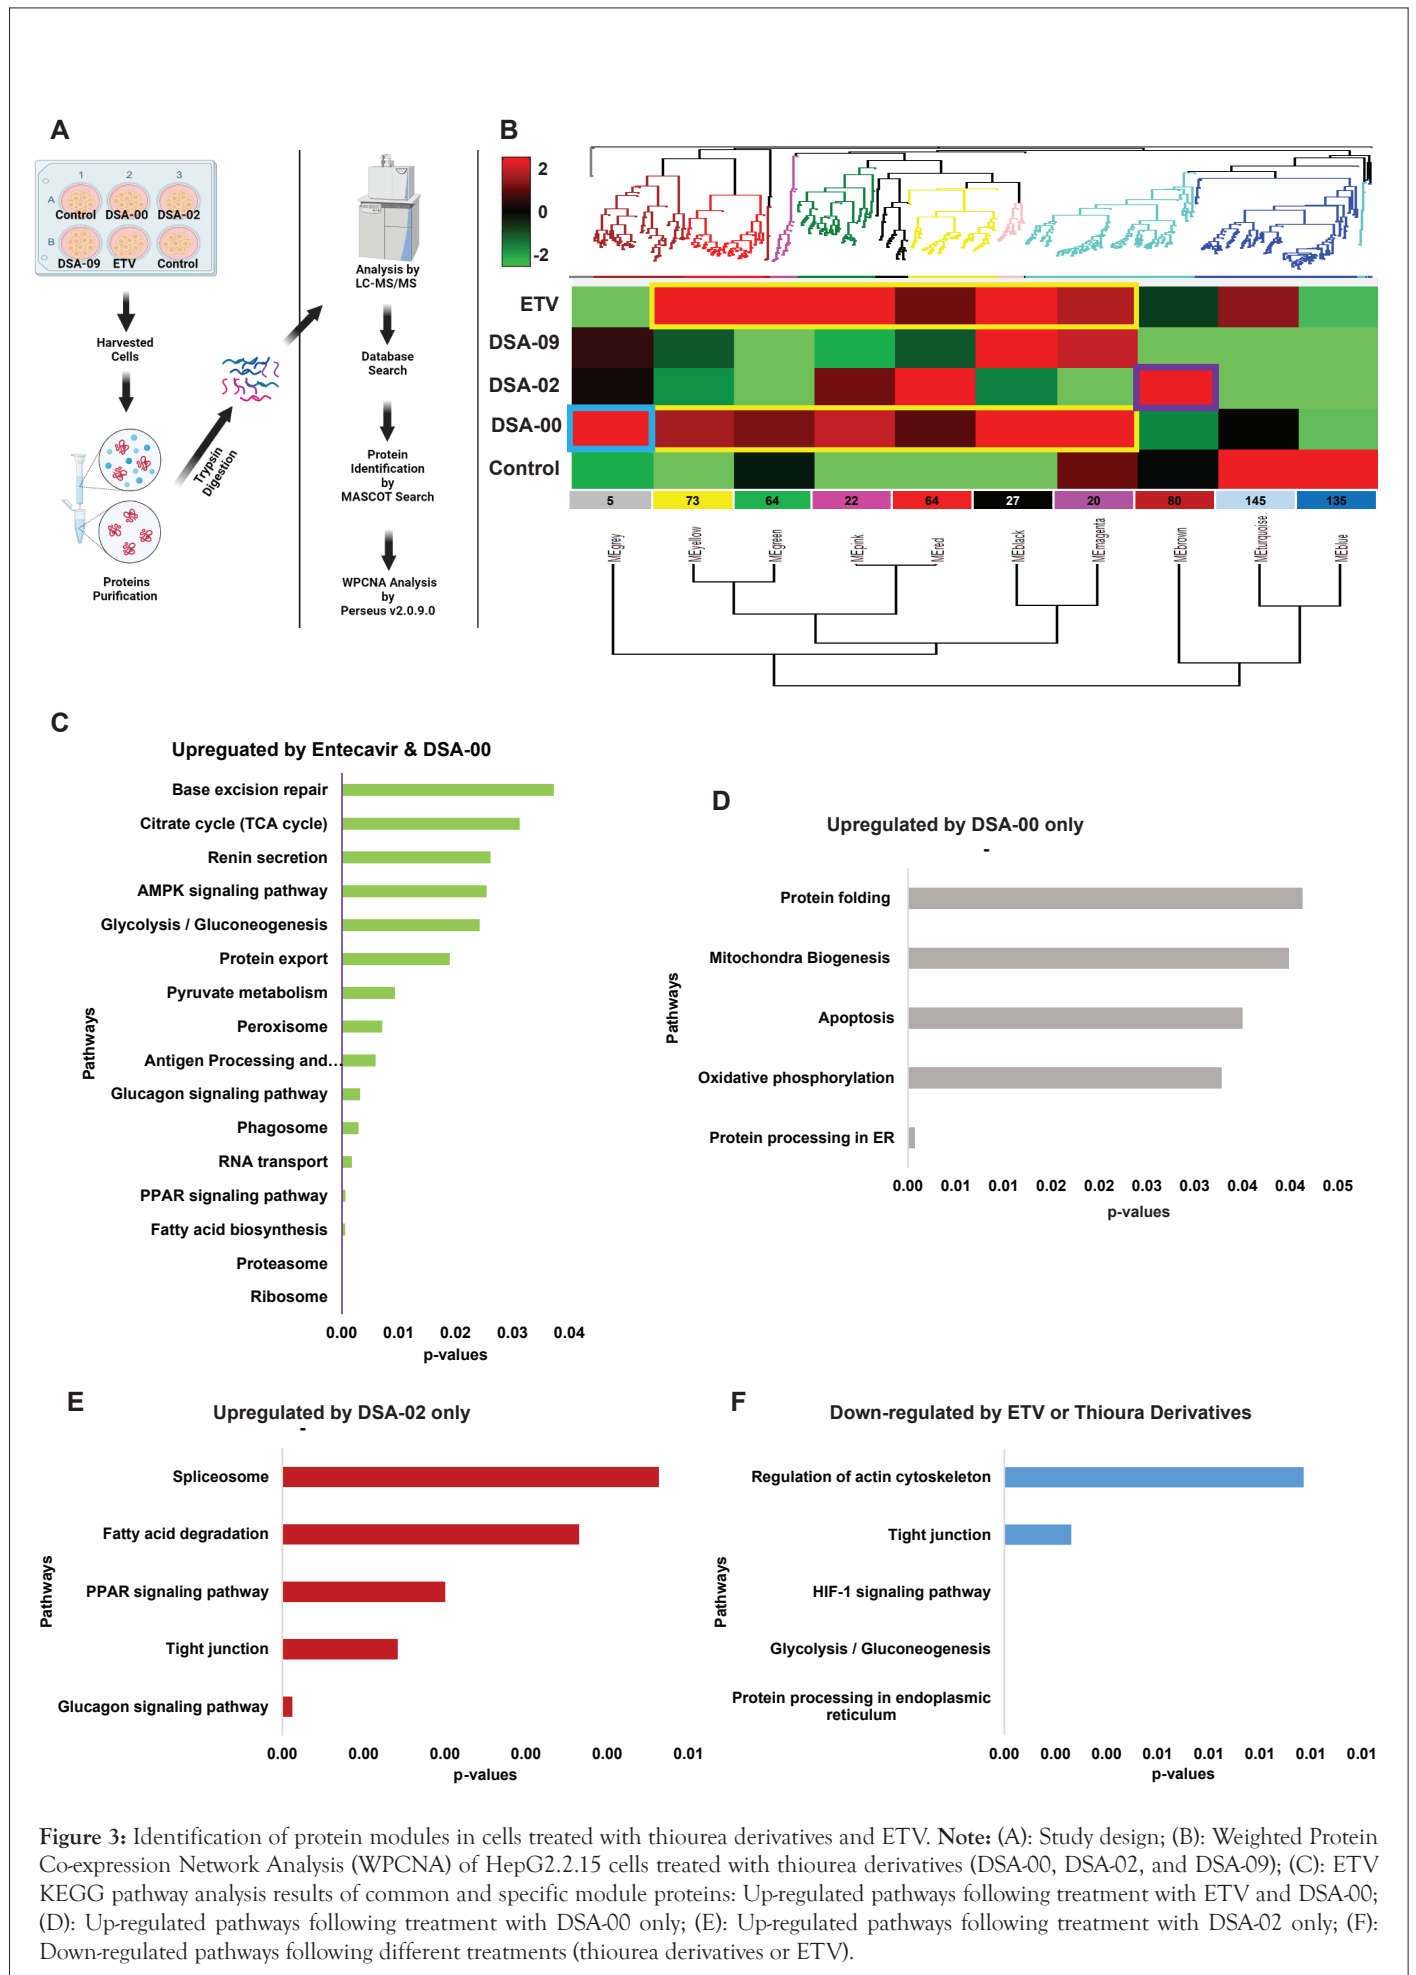 A
1 2 3
A
Control DSA-00 DSA-02
B
DSA-09 ETV Control
Harvested
Cells
Proteins
Purification
Trypsin
Digestion
Analysis by
LC-MS/MS
Database
Search
Protein
Identification
by
MASCOT Search
WPCNA Analysis
by
Perseus v2.0.9.0
B
2
0
-2
ETV
DSA-09
DSA-02
DSA-00
Control
5 73 64 22 64 27 20 80 145 135
MEgrey
MEyellow
MEgreen
MEpink
MEred
MEblack
MEmagenta
MEbrown
MEturquoise
MEblue
C
Upreguated by Entecavir & DSA-00
Pathways
Base excision repair
Citrate cycle (TCA cycle)
Renin secretion
AMPK signaling pathway
Glycolysis / Gluconeogenesis
Protein export
Pyruvate metabolism
Peroxisome
Antigen Processing and...
Glucagon signaling pathway
Phagosome
RNA transport
PPAR signaling pathway
Fatty acid biosynthesis
Proteasome
Ribosome
0.00 0.01 0.02 0.03 0.04
p-values
D
Upregulated by DSA-00 only
-
Pathways
Protein folding
Mitochondra Biogenesis
Apoptosis
Oxidative phosphorylation
Protein processing in ER
0.00 0.01 0.01 0.02 0.02 0.03 0.03 0.04 0.04 0.05
p-values
E
Upregulated by DSA-02 only
-
Pathways
Spliceosome
Fatty acid degradation
PPAR signaling pathway
Tight junction
Glucagon signaling pathway
0.00 0.00 0.00 0.00 0.00 0.01
p-values
F
Down-regulated by ETV or Thioura Derivatives
Pathways
Regulation of actin cytoskeleton
Tight junction
HIF-1 signaling pathway
Glycolysis / Gluconeogenesis
Protein processing in endoplasmic
reticulum
0.00 0.00 0.00 0.01 0.01 0.01 0.01 0.01
p-values
Figure 3: Identification of protein modules in cells treated with thiourea derivatives and ETV. Note: (A): Study design; (B): Weighted Protein
Co-expression Network Analysis (WPCNA) of HepG2.2.15 cells treated with thiourea derivatives (DSA-00, DSA-02, and DSA-09); (C): ETV
KEGG pathway analysis results of common and specific module proteins: Up-regulated pathways following treatment with ETV and DSA-00;
(D): Up-regulated pathways following treatment with DSA-00 only; (E): Up-regulated pathways following treatment with DSA-02 only; (F):
Down-regulated pathways following different treatments (thiourea derivatives or ETV).